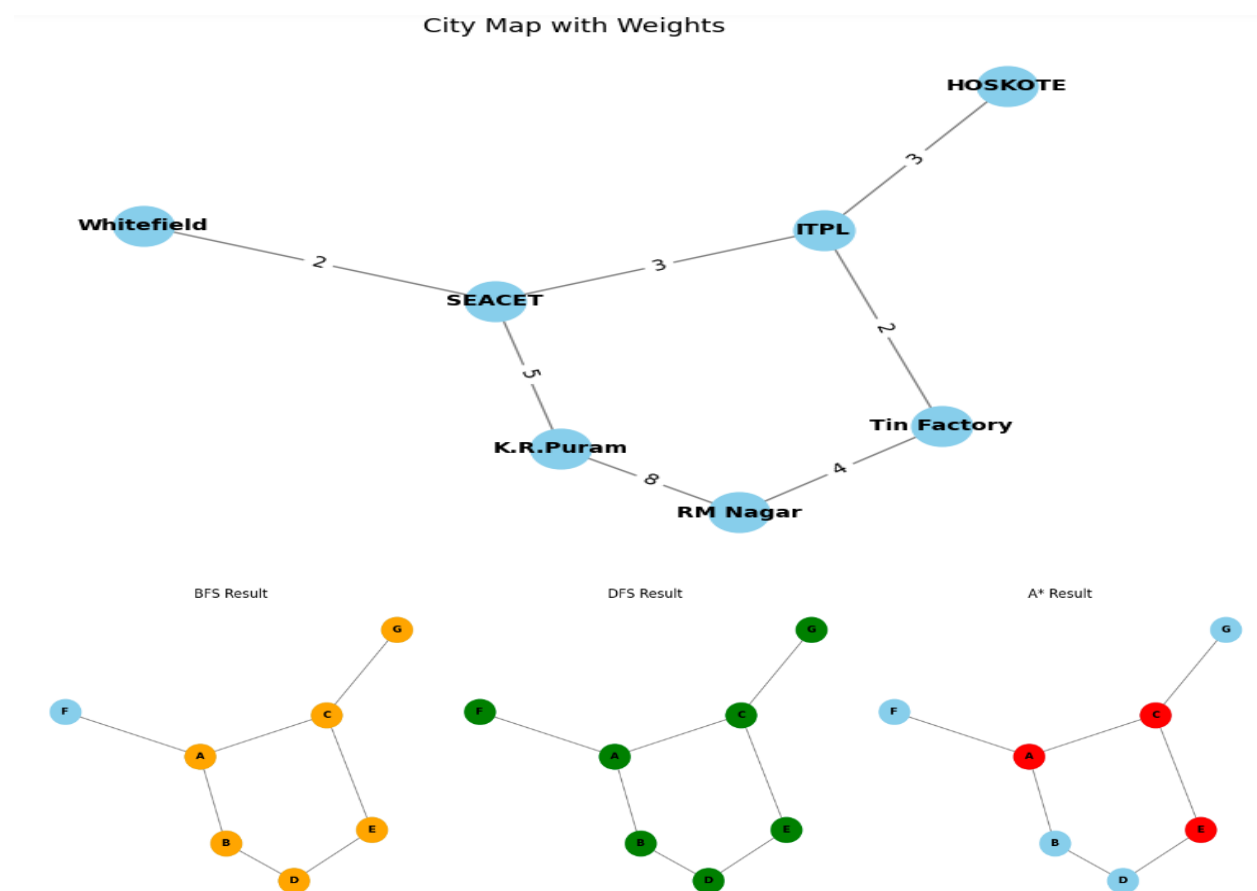 City Map with Weights
HOSKOTE
3
Whitefield
ITPL
2
3
SEACET
2
5
Tin Factory
K.R.Puram
4
8
RM Nagar
BFS Result
G
F
C
A
E
B
D
DFS Result
G
F
C
A
E
B
D
A* Result
G
F
C
A
E
B
D